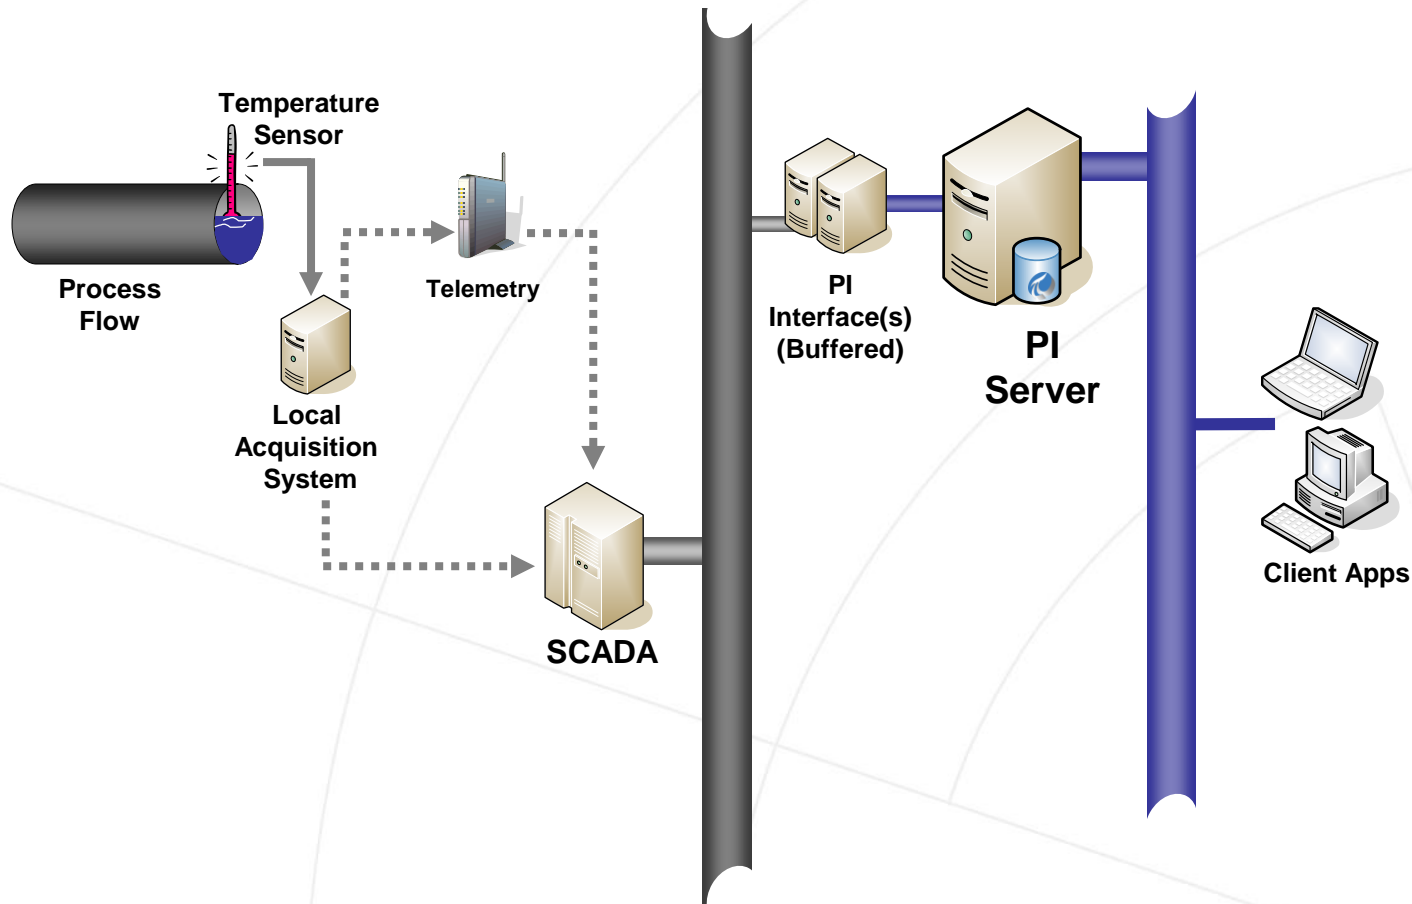 Temperature
Sensor
Process
Flow
Telemetry
Local
Acquisition
System
SCADA
PI
Interface(s)
(Buffered)
PI
Server
Client Apps